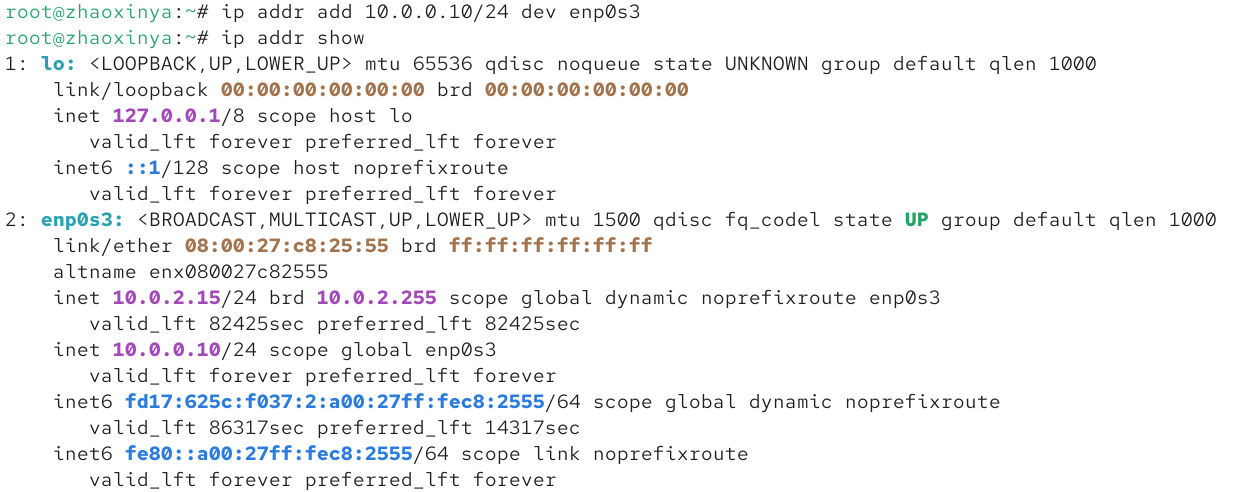 root@zhaoxinya:~# ip addr add 10.0.0.10/24 dev enp0s3
root@zhaoxinya:~# ip addr show
1: lo: <LOOPBACK,UP,LOWER_UP> mtu 65536 qdisc noqueue state UNKNOWN group default qlen 1000
    link/loopback 00:00:00:00:00:00 brd 00:00:00:00:00:00
    inet 127.0.0.1/8 scope host lo
       valid_lft forever preferred_lft forever
    inet6 ::1/128 scope host noprefixroute
       valid_lft forever preferred_lft forever
2: enp0s3: <BROADCAST,MULTICAST,UP,LOWER_UP> mtu 1500 qdisc fq_codel state UP group default qlen 1000
    link/ether 08:00:27:c8:25:55 brd ff:ff:ff:ff:ff:ff
    altname enx080027c82555
    inet 10.0.2.15/24 brd 10.0.2.255 scope global dynamic noprefixroute enp0s3
       valid_lft 82425sec preferred_lft 82425sec
    inet 10.0.0.10/24 scope global enp0s3
       valid_lft forever preferred_lft forever
    inet6 fd17:625c:f037:2:a00:27ff:fec8:2555/64 scope global dynamic noprefixroute
       valid_lft 86317sec preferred_lft 14317sec
    inet6 fe80::a00:27ff:fec8:2555/64 scope link noprefixroute
       valid_lft forever preferred_lft forever